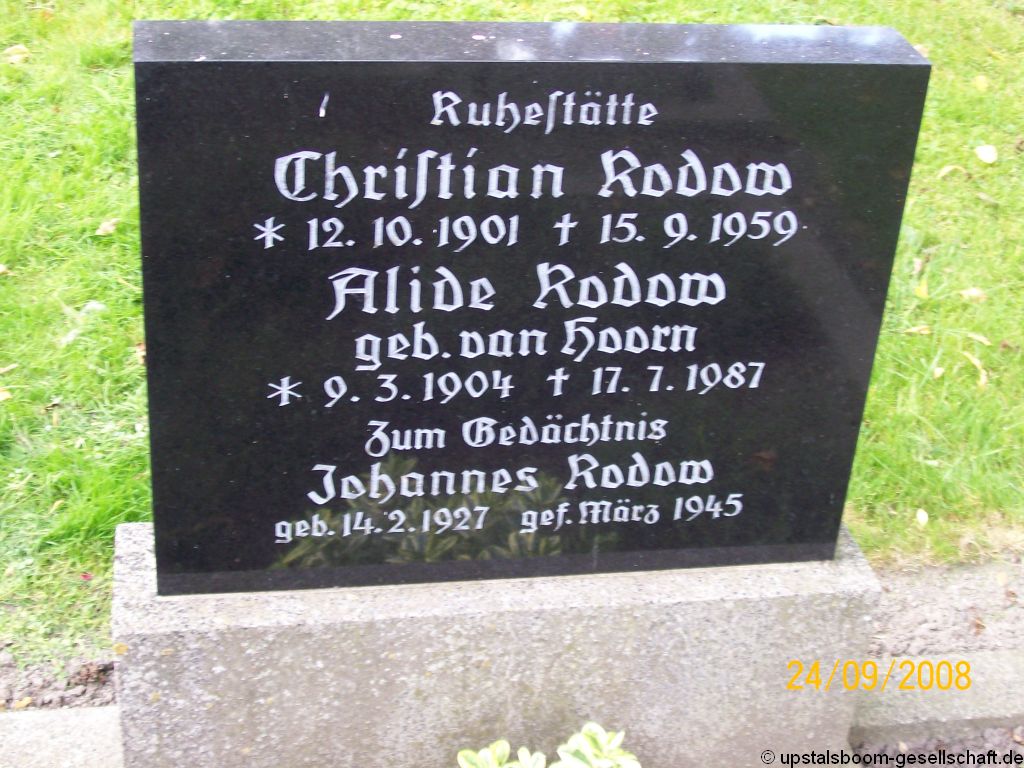 Ruheſtätte
Chriſtian Rodow
* 12. 10. 1901 † 15. 9. 1959
Alide Rodow
geb. van Hoorn
* 9. 3. 1904 † 17. 7. 1987
Zum Gedächtnis
Johannes Rodow
geb. 14. 2. 1927 gef. März 1945
24/09/2008
© upstalsboom-gesellschaft.de